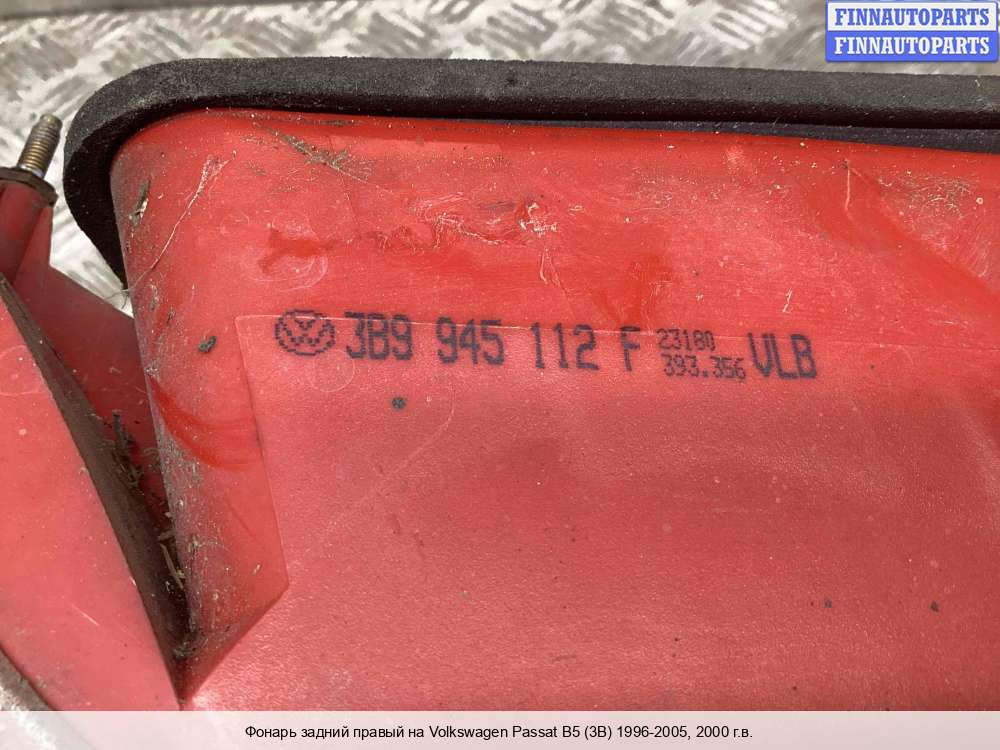 FINNAUTOPARTS
FINNAUTOPARTS
3B9 945 112 F 23180 393.356 VLB
Фонарь задний правый на Volkswagen Passat B5 (3B) 1996-2005, 2000 г.в.